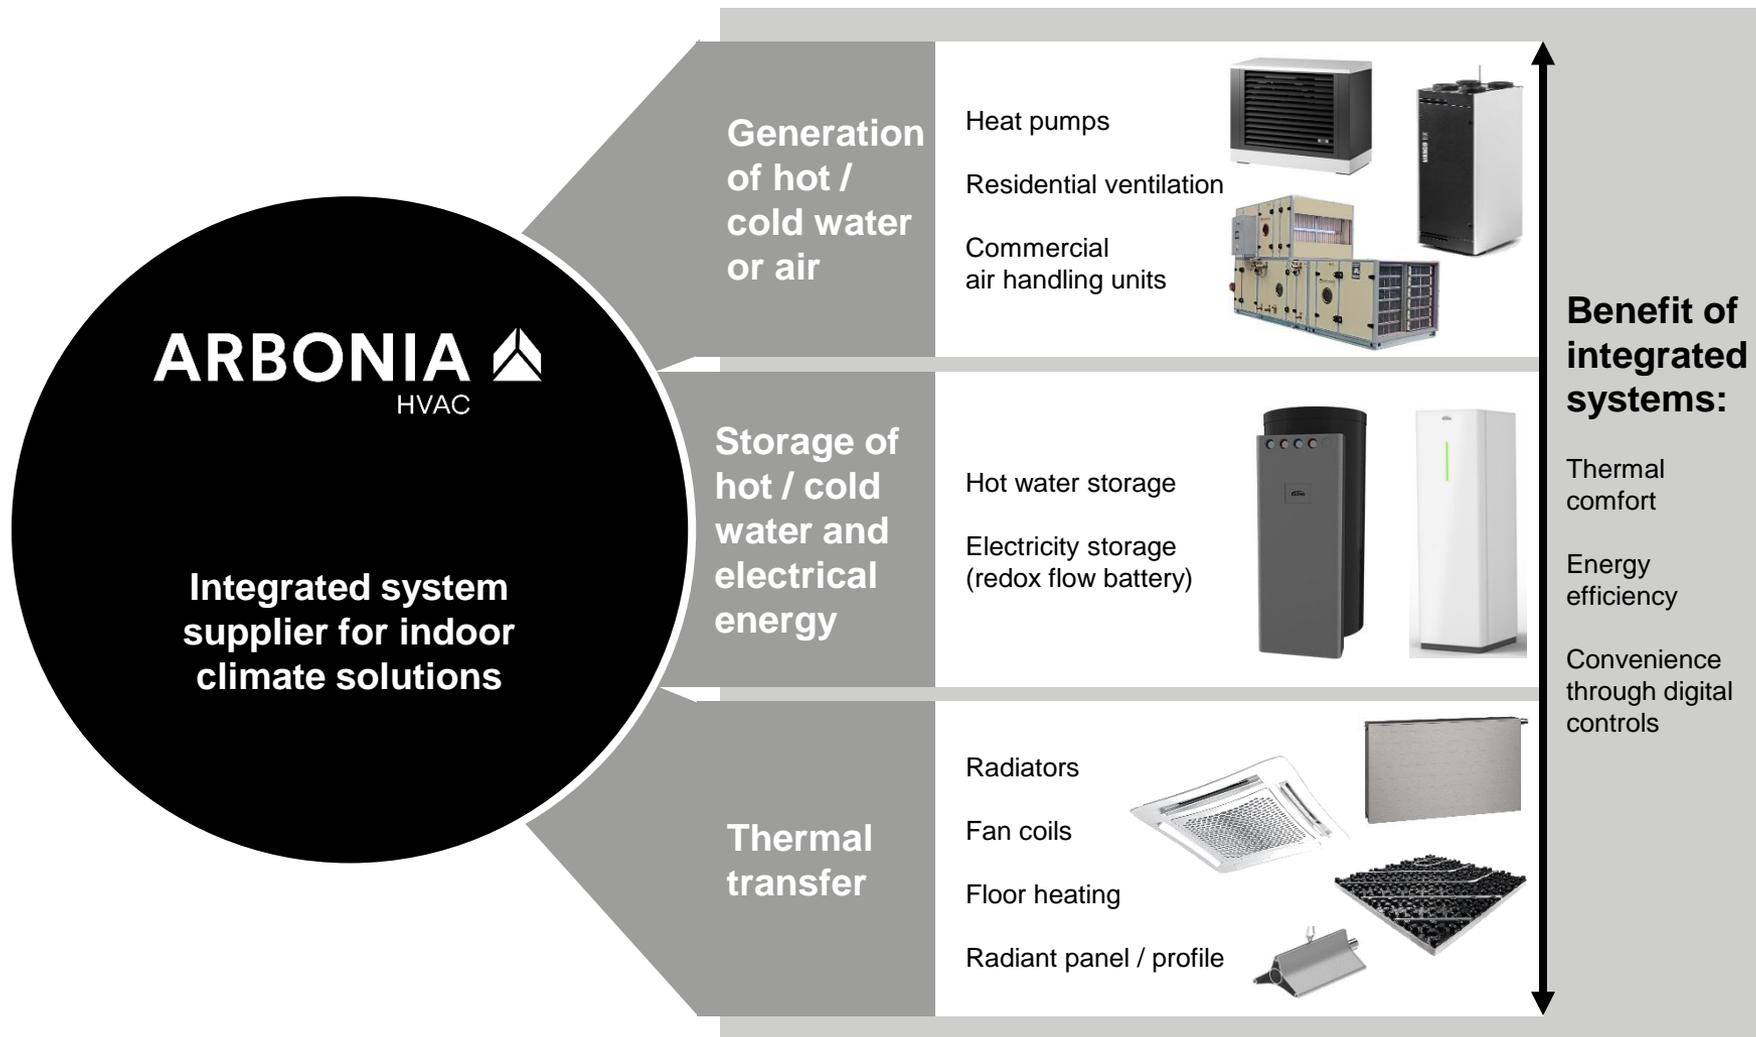 ARBONIA
HVAC
Integrated system
supplier for indoor
climate solutions
Generation
of hot /
cold water
or air
Heat pumps
Residential ventilation
Commercial
air handling units
Storage of
hot / cold
water and
electrical
energy
Hot water storage
Electricity storage
(redox flow battery)
Thermal
transfer
Radiators
Fan coils
Floor heating
Radiant panel / profile
Benefit of
integrated
systems:
Thermal
comfort
Energy
efficiency
Convenience
through digital
controls